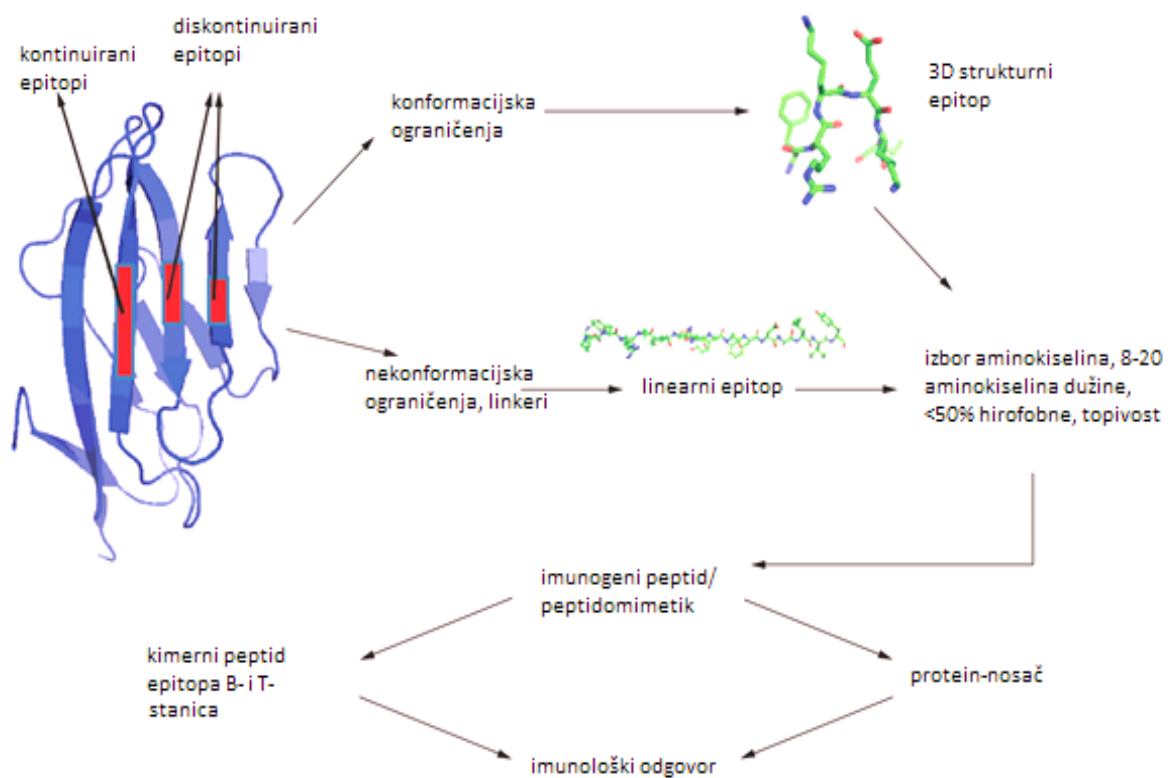 diskontinuirani
epitopi
kontinuirani
epitopi
konformacijska
ograničenja
3D strukturni
epitop
nekonformacijska
ograničenja, linkeri
linearni epitop
izbor aminokiselina, 8-20
aminokiselina dužine,
<50% hirofobne, topivost
imunogeni peptid/
peptidomimetik
kimerni peptid
epitopa B- i T-
stanica
protein-nosač
imunološki odgovor